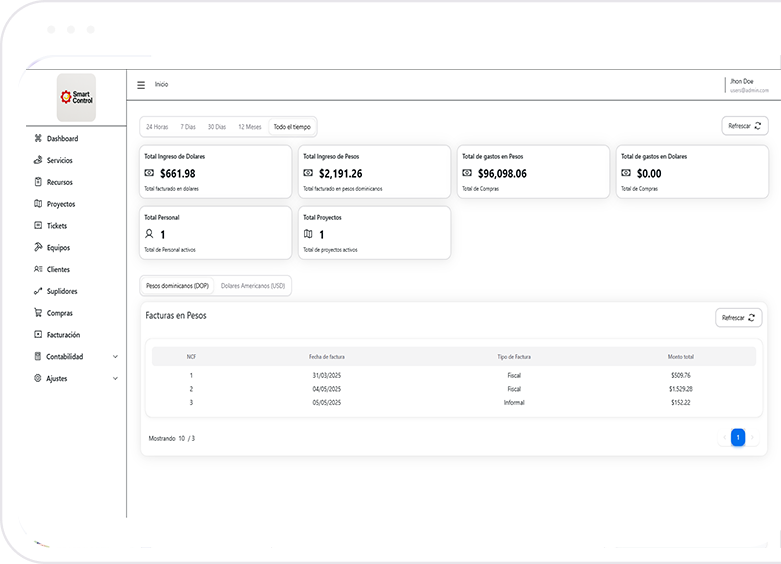 Smart
Control
Inicio
Jhon Doe
users@admin.com
24 Horas 7 Dias 30 Dias 12 Meses Todo el tiempo
Refrescar
Total Ingreso de Dolares
$661.98
Total facturado en dolares
Total Ingreso de Pesos
$2,191.26
Total facturado en pesos dominicanos
Total de gastos en Pesos
$96,098.06
Total de Compras
Total de gastos en Dolares
$0.00
Total de Compras
Total Personal
1
Total de Personal activos
Total Proyectos
1
Total de proyectos activos
Dashboard
Servicios
Recursos
Proyectos
Tickets
Equipos
Clientes
Suplidores
Compras
Facturación
Contabilidad
Ajustes
Pesos dominicanos (DOP) Dolares Americanos (USD)
Facturas en Pesos
Refrescar
NCF Fecha de factura Tipo de Factura Monto total
1 31/03/2025 Fiscal $509.76
2 04/05/2025 Fiscal $1,529.28
3 05/05/2025 Informal $152.22
Mostrando 10 / 3
1